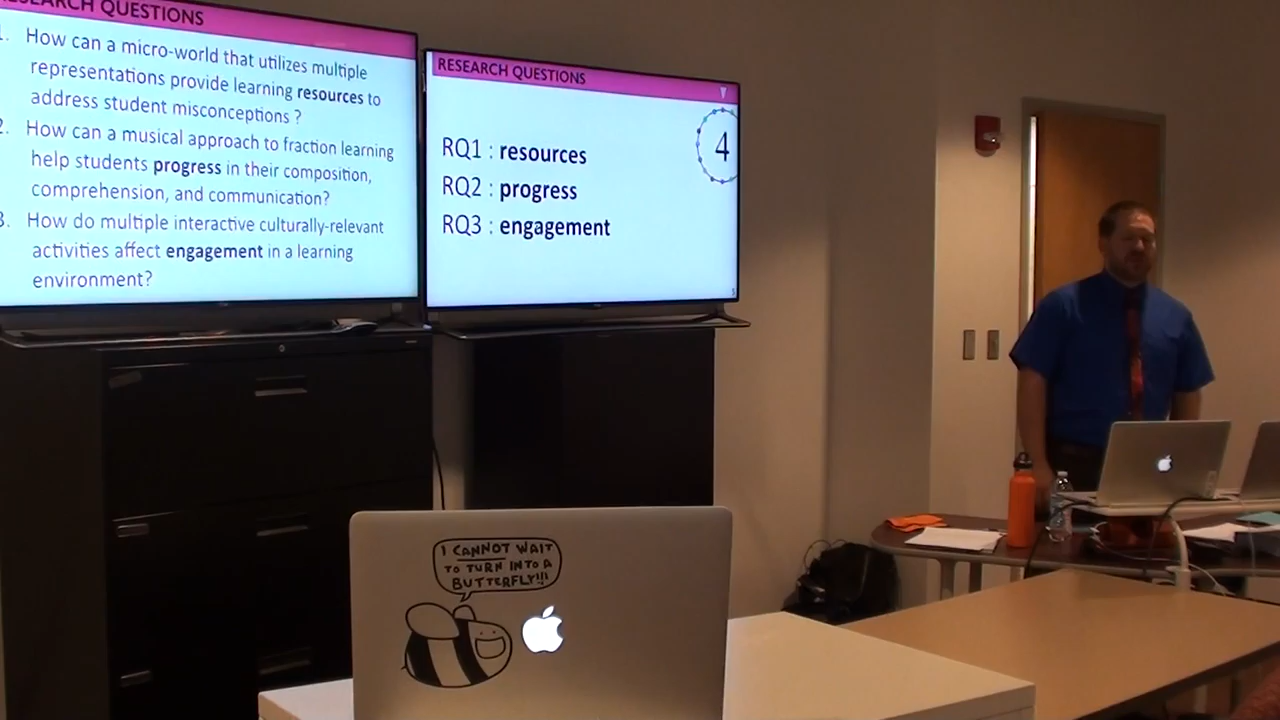 RESEARCH QUESTIONS
1. How can a micro-world that utilizes multiple
representations provide learning resources to
address student misconceptions ?
2. How can a musical approach to fraction learning
help students progress in their composition,
comprehension, and communication?
3. How do multiple interactive culturally-relevant
activities affect engagement in a learning
environment?
RESEARCH QUESTIONS
4
RQ1 : resources
RQ2 : progress
RQ3 : engagement
I CANNOT WAIT
TO TURN INTO A
BUTTERFLY!!!